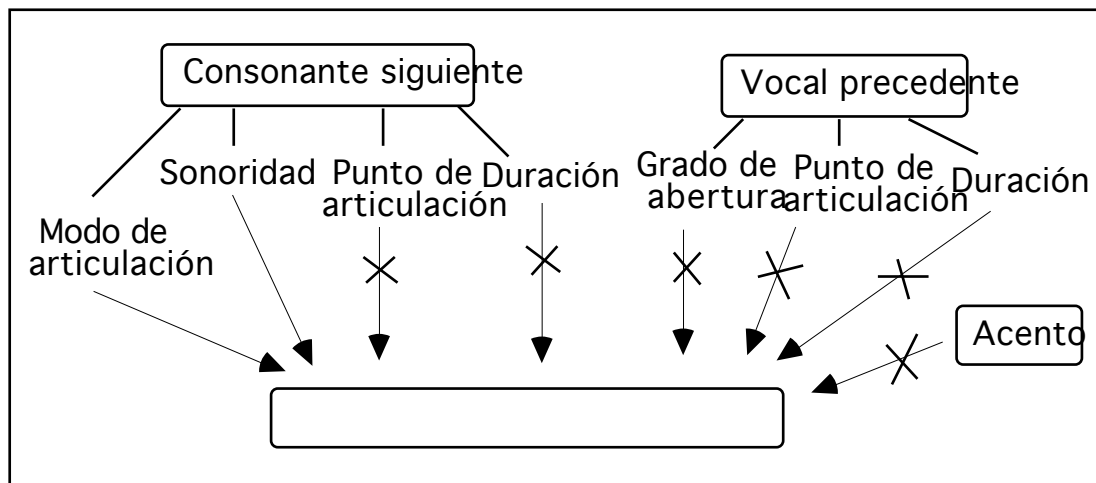 Consonante siguiente
Vocal precedente
Sonoridad
Punto de
articulación
Duración
Grado de
abertura
Punto de
articulación
Duración
Modo de
articulación
Acento